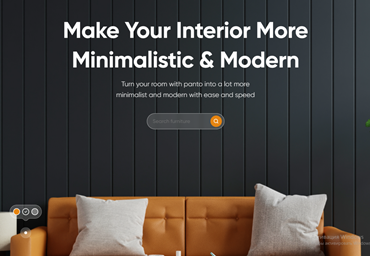 Make Your Interior More
Minimalistic & Modern
Turn your room with panto into a lot more
minimalist and modern with ease and speed
Search furniture